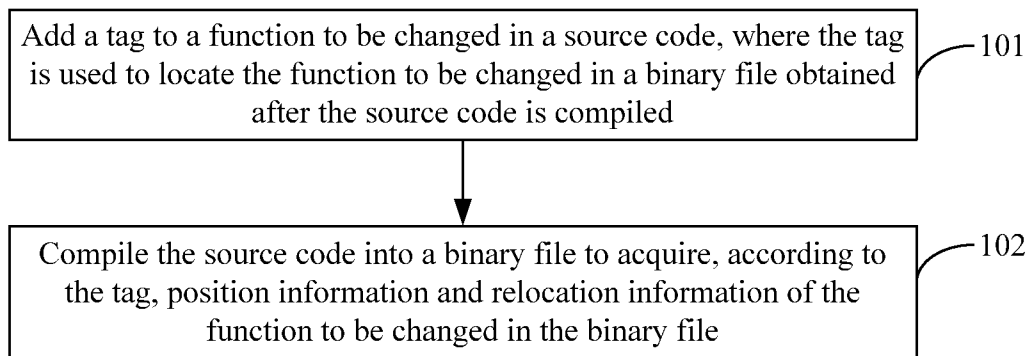 Add a tag to a function to be changed in a source code, where the tag
is used to locate the function to be changed in a binary file obtained
after the source code is compiled
101
Compile the source code into a binary file to acquire, according to
the tag, position information and relocation information of the
function to be changed in the binary file
102